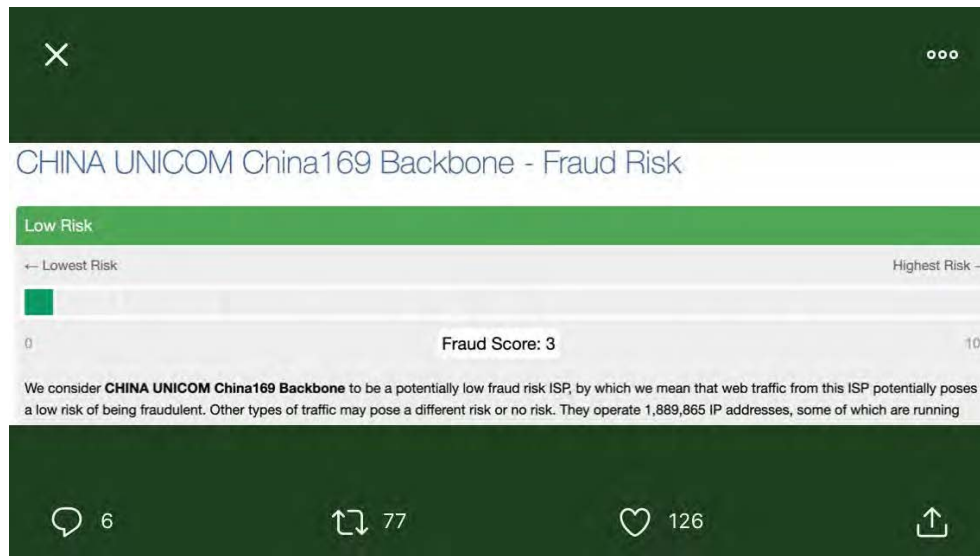 CHINA UNICOM China169 Backbone - Fraud Risk
Low Risk
← Lowest Risk
Highest Risk -
0
Fraud Score: 3
10
We consider CHINA UNICOM China169 Backbone to be a potentially low fraud risk ISP, by which we mean that web traffic from this ISP potentially poses
a low risk of being fraudulent. Other types of traffic may pose a different risk or no risk. They operate 1,889,865 IP addresses, some of which are running
6
77
126